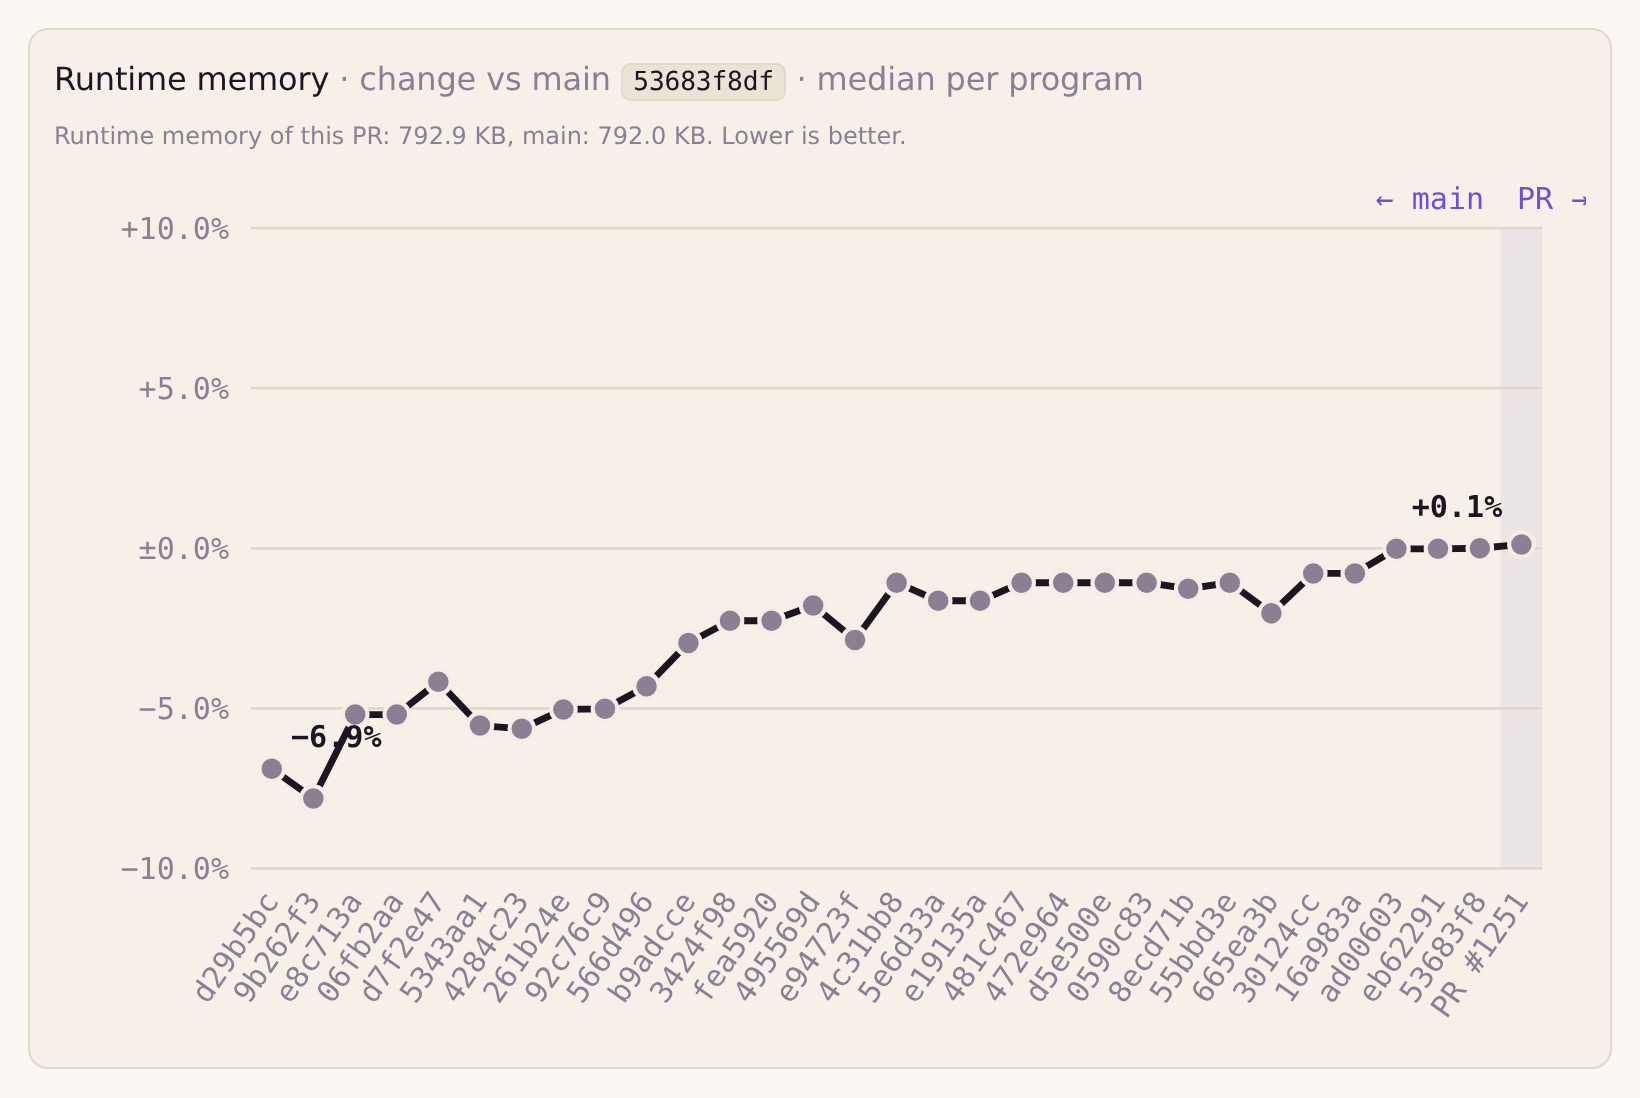 Runtime memory · change vs main 53683f8df · median per program
Runtime memory of this PR: 792.9 KB, main: 792.0 KB. Lower is better.
← main PR →
+10.0%
+5.0%
+0.1%
±0.0%
−5.0%
−6.9%
−10.0%
d29b5bc
9b262f3
e8c713a
06fb2aa
d7f2e47
5343aa1
4284c23
261b24e
92c76c9
566d496
b9adcce
3424f98
fea5920
495569d
e94723f
4c31bb8
5e6d33a
e19135a
481c467
472e964
d5e500e
0590c83
8ecd71b
55bbd3e
665ea3b
30124cc
16a983a
ad00603
eb62291
53683f8
PR #1251